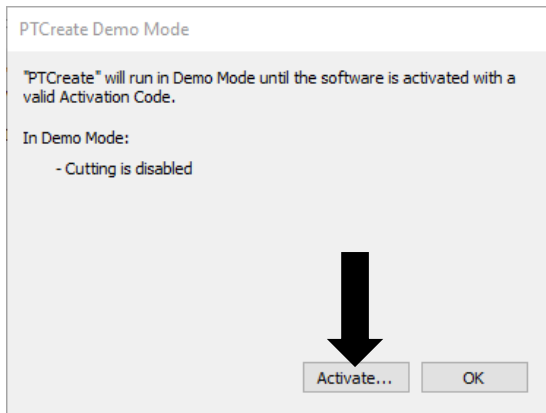 PTCreate Demo Mode
"PTCreate" will run in Demo Mode until the software is activated with a
valid Activation Code.
In Demo Mode:
- Cutting is disabled
Activate... OK